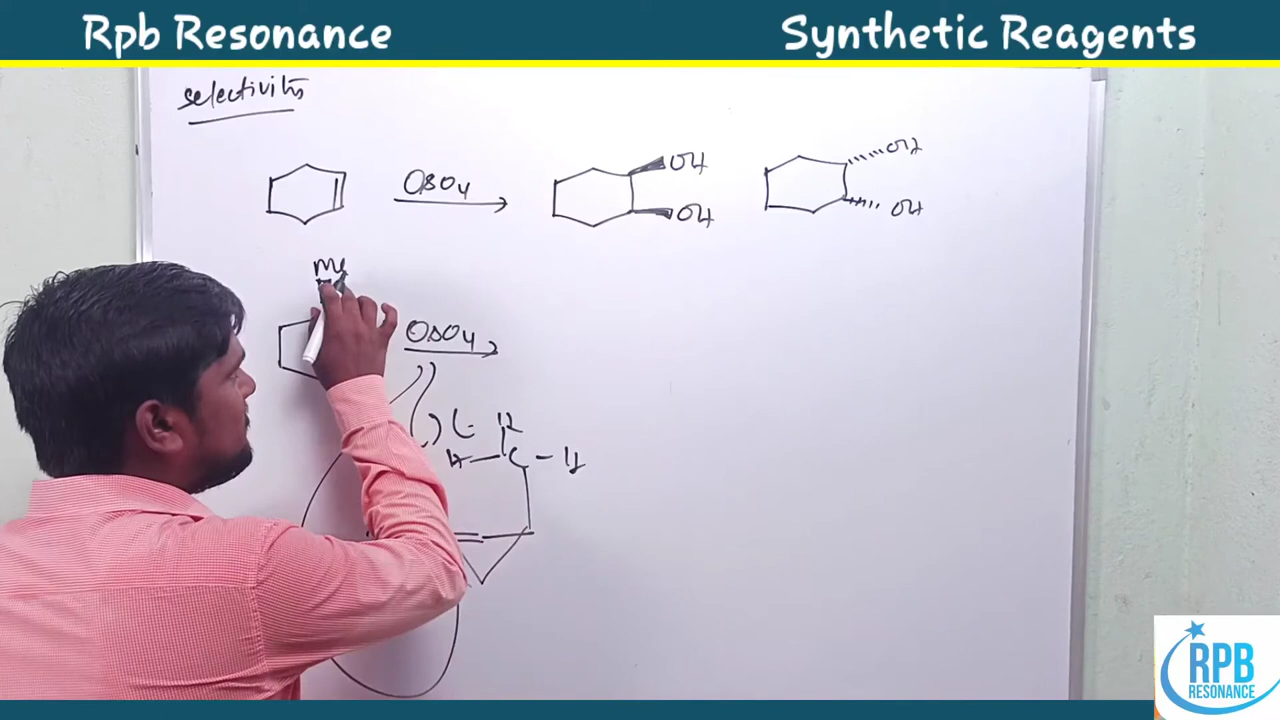 Rpb Resonance
Synthetic Reagents
selectivity
OsO4
OH
OH
OH
OH
Me
OsO4
H
H
C
H
RPB
RESONANCE